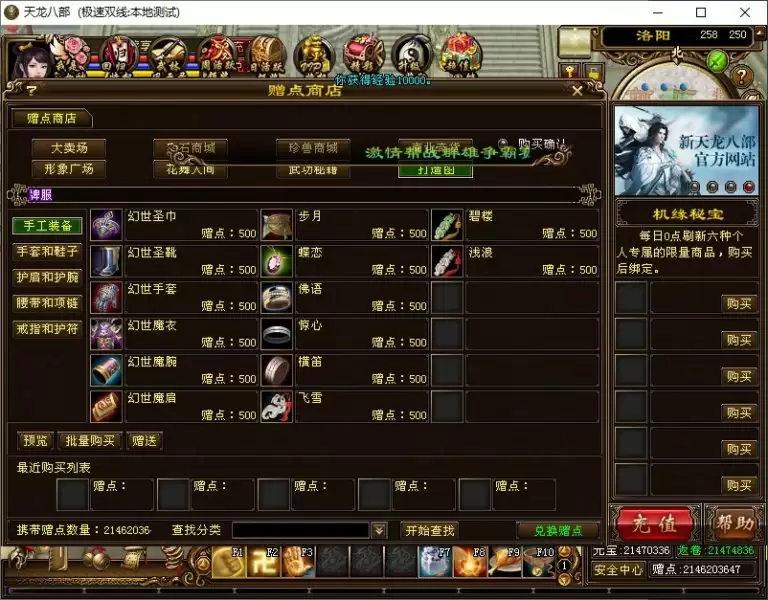 天龙八部 (极速双线:本地测试)
洛阳 258 250
北
你获得经验10000。
赠点商店
赠点商店
大卖场
珍兽商城
购买确认
形象广场
花舞人间
武功秘籍
打造图
激情帮战群雄争霸赛
新天龙八部
官方网站
手工装备
手套和鞋子
护肩和护腕
腰带和项链
戒指和护符
幻世圣巾 赠点:500
步月 赠点:500
碧楼 赠点:500
幻世圣靴 赠点:500
蝶恋 赠点:500
浅浪 赠点:500
幻世手套 赠点:500
佛语 赠点:500
幻世魔衣 赠点:500
惊心 赠点:500
幻世魔腕 赠点:500
横笛 赠点:500
幻世魔肩 赠点:500
飞雪 赠点:500
机缘秘宝
每日0点刷新六种个
人专属的限量商品,购买
后绑定。
购买
购买
购买
购买
购买
购买
预览 批量购买 赠送
最近购买列表
赠点: 赠点: 赠点: 赠点: 赠点:
携带赠点数量:21462036 查找分类 开始查找 兑换赠点
充值 帮助
F1 F2 F3 F7 F8 F9 F10
1
元宝:21470336
安全中心 赠点:2146203647